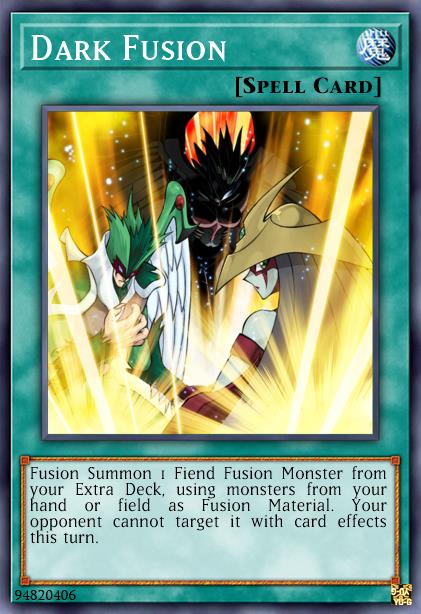 Dark Fusion
魔
[Spell Card]
Fusion Summon 1 Fiend Fusion Monster from
your Extra Deck, using monsters from your
hand or field as Fusion Material. Your
opponent cannot target it with card effects
this turn.
94820406